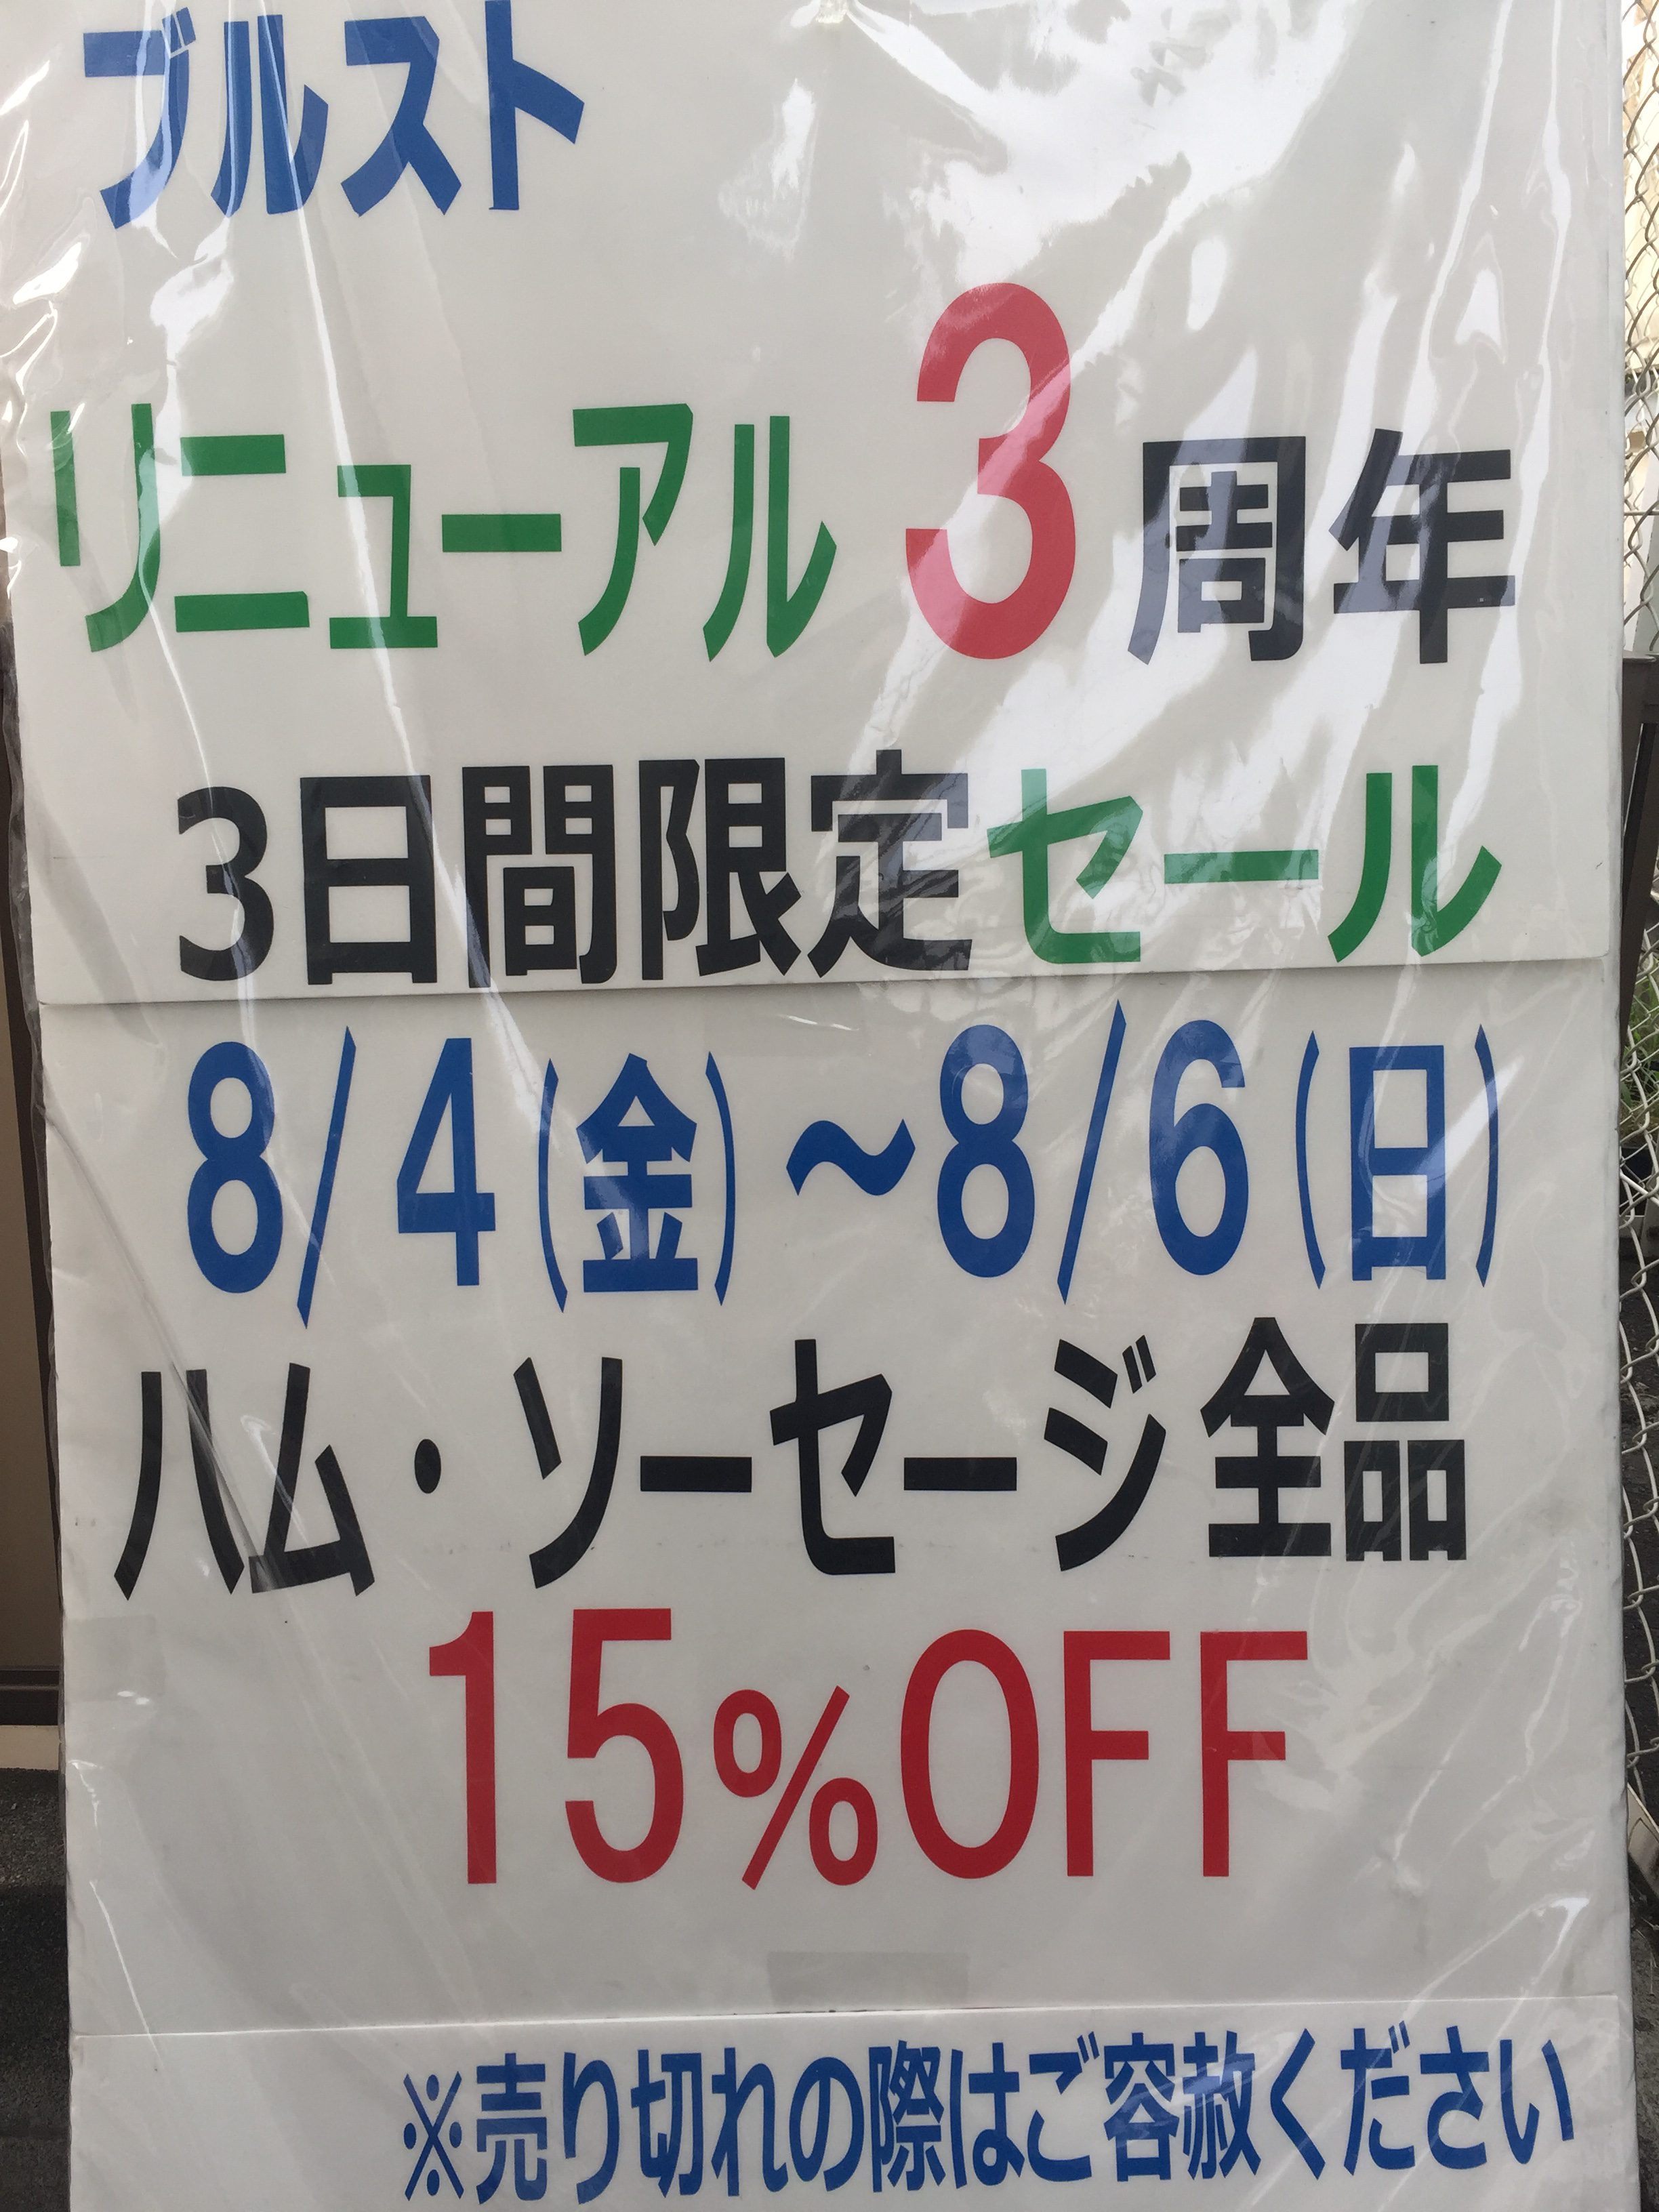 ブルスト
リニューアル3周年
3日間限定セール
8/4(金)~8/6(日)
ハム・ソーセージ全品
15%OFF
※売り切れの際はご容赦ください